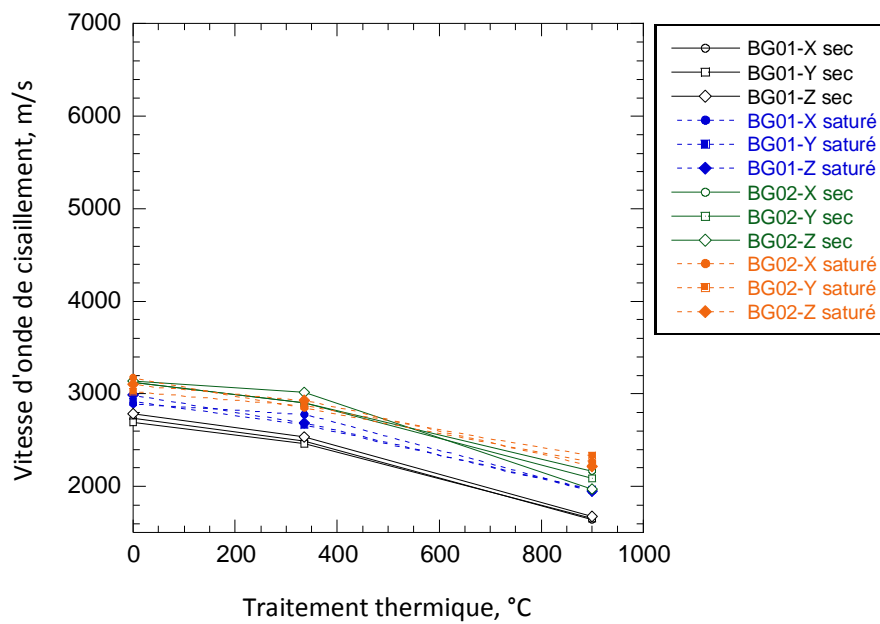 7000
6000
5000
4000
3000
2000
0
200
400
600
800
1000
Vitesse d'onde de cisaillement, m/s
Traitement thermique, °C
BG01-X sec
BG01-Y sec
BG01-Z sec
BG01-X saturé
BG01-Y saturé
BG01-Z saturé
BG02-X sec
BG02-Y sec
BG02-Z sec
BG02-X saturé
BG02-Y saturé
BG02-Z saturé